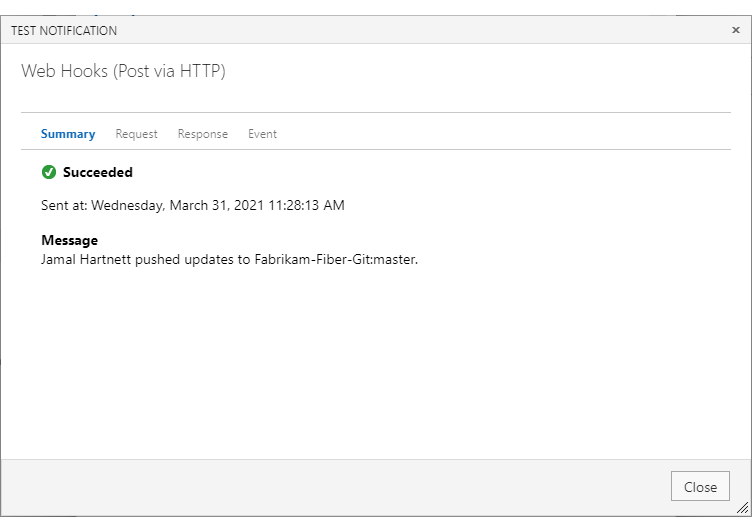 TEST NOTIFICATION
Web Hooks (Post via HTTP)
Summary Request Response Event
Succeeded
Sent at: Wednesday, March 31, 2021 11:28:13 AM
Message
Jamal Hartnett pushed updates to Fabrikam-Fiber-Git:master.
Close